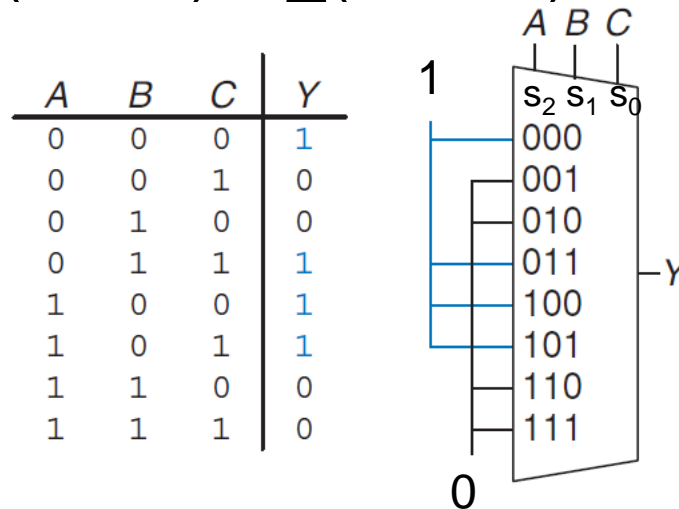 A B C Y
0 0 0 1
0 0 1 0
0 1 0 0
0 1 1 1
1 0 0 1
1 0 1 1
1 1 0 0
1 1 1 0
A B C
1
s₂ s₁ s₀
000
001
010
011
100
101
110
111
Y
0